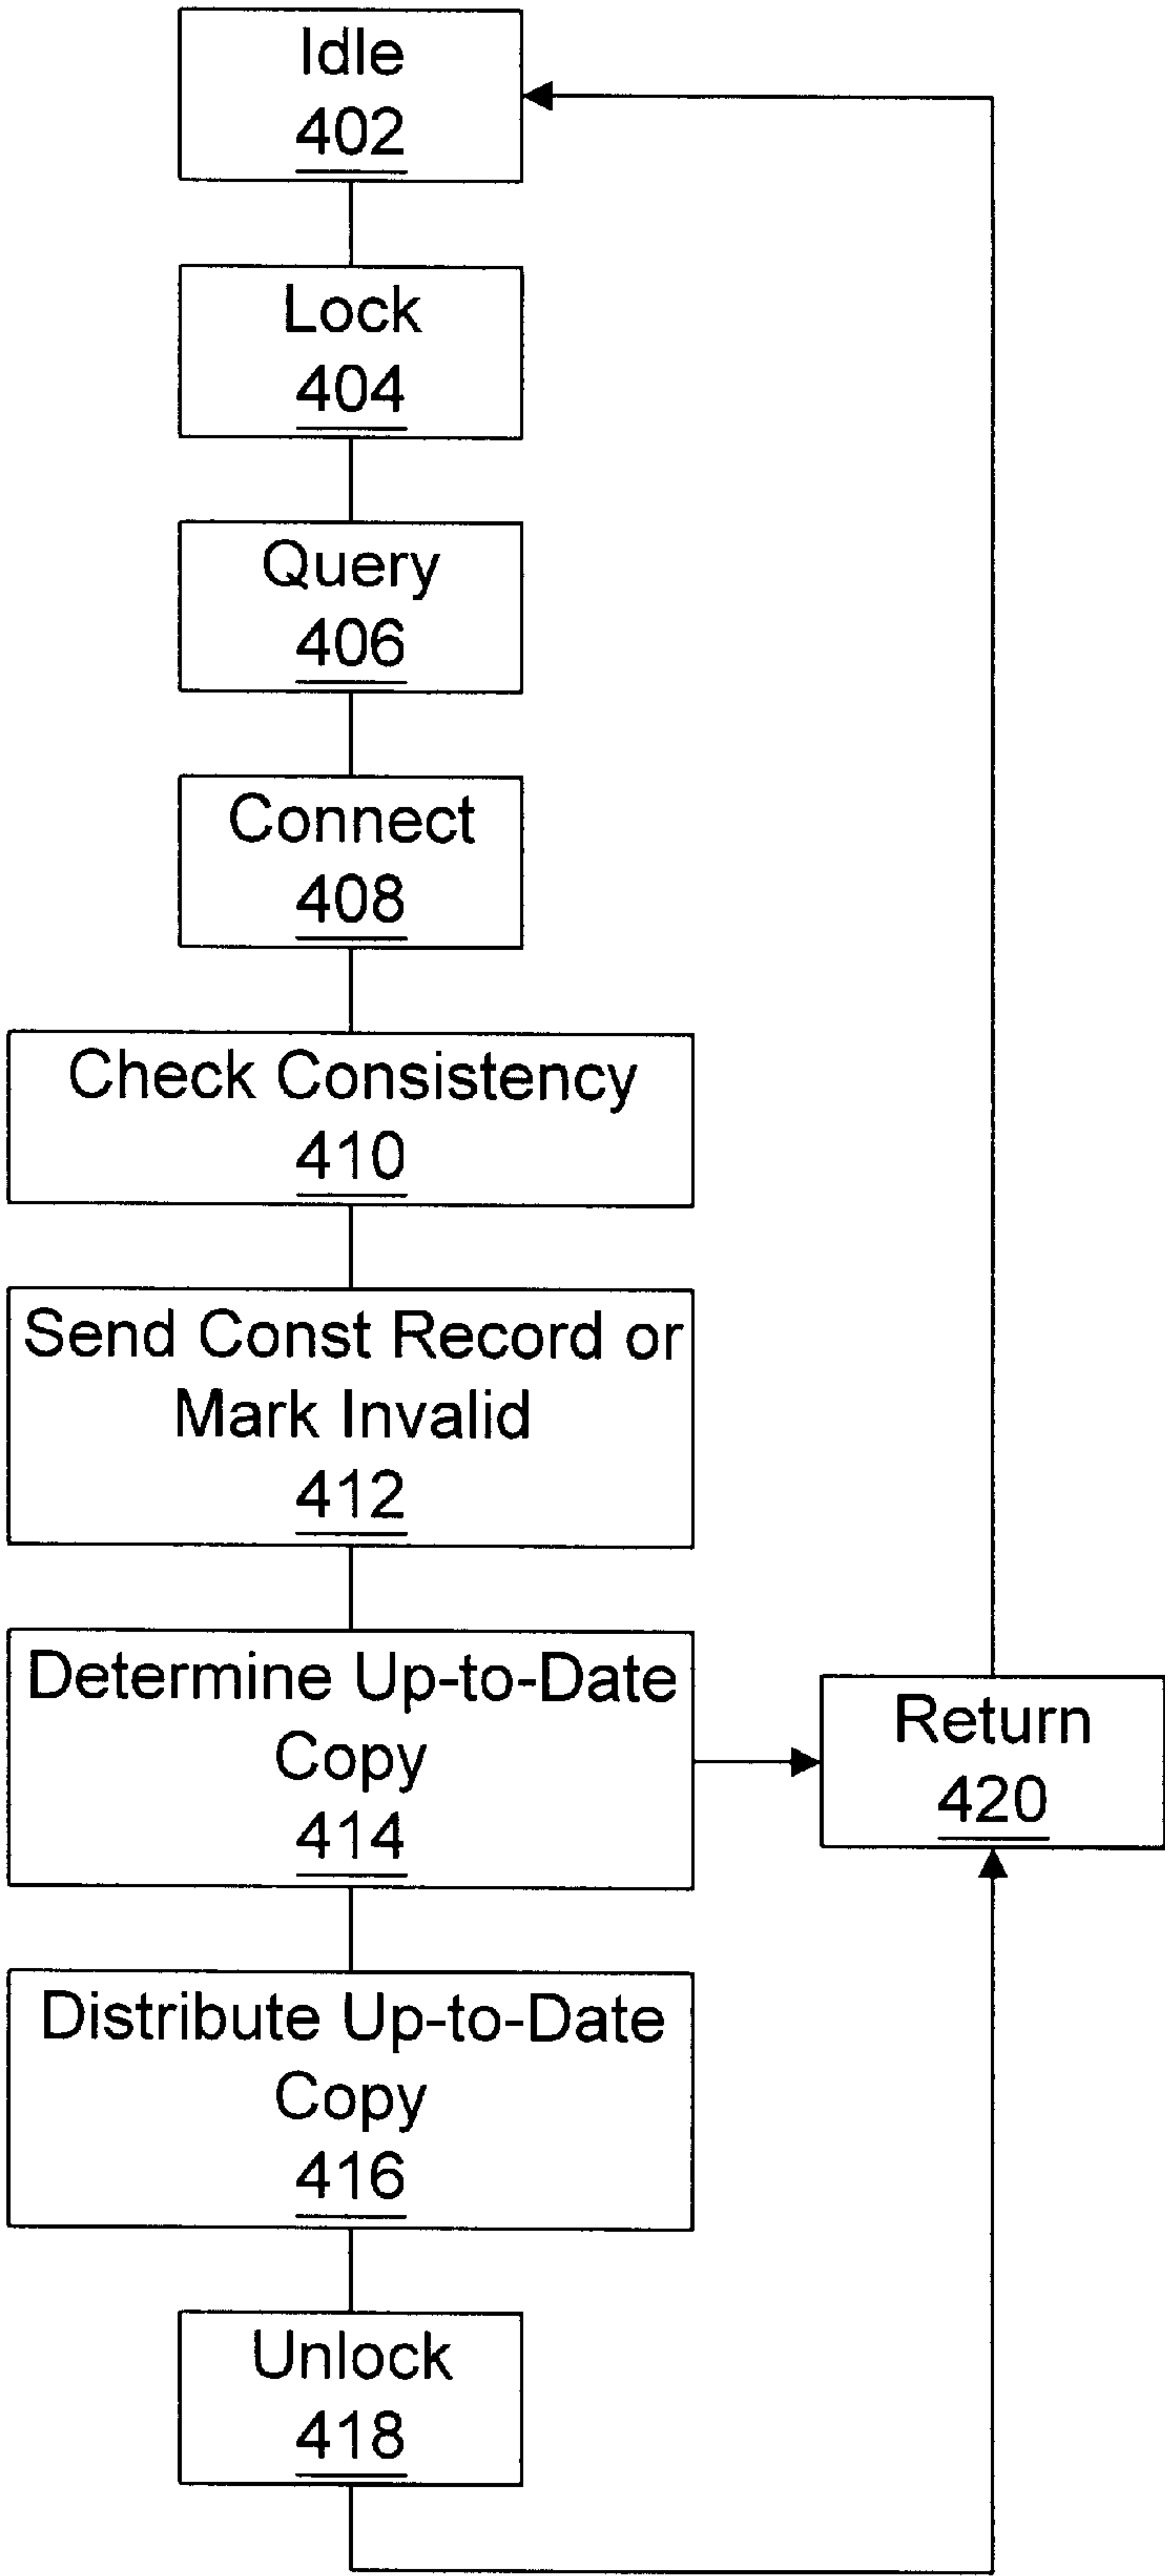 Idle
402
Lock
404
Query
406
Connect
408
Check Consistency
410
Send Const Record or
Mark Invalid
412
Determine Up-to-Date
Copy
414
Return
420
Distribute Up-to-Date
Copy
416
Unlock
418